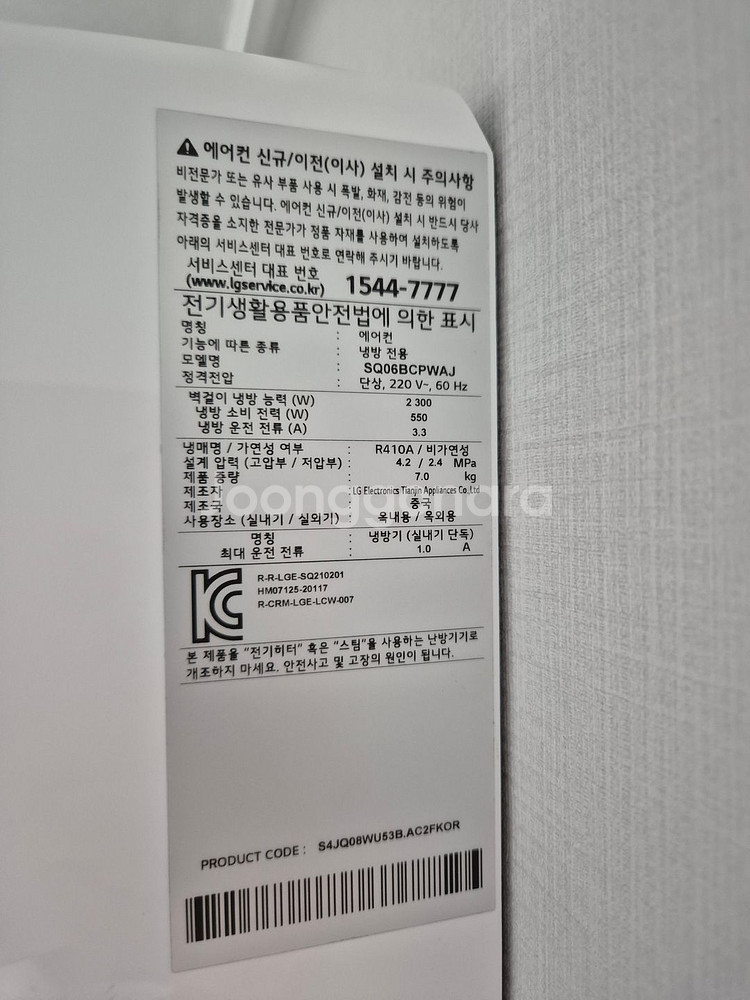 ⚠ 에어컨 신규/이전(이사) 설치 시 주의사항
비전문가 또는 유사 부품 사용 시 폭발, 화재, 감전 등의 위험이
발생할 수 있습니다. 에어컨 신규/이전(이사) 설치 시 반드시 당사
자격증을 소지한 전문가가 정품 자재를 사용하여 설치하도록
아래의 서비스센터 대표 번호로 연락해 주시기 바랍니다.
서비스센터 대표 번호
(www.lgservice.co.kr) 1544-7777
전기생활용품안전법에 의한 표시
명칭 : 에어컨
기능에 따른 종류 : 냉방 전용
모델명 : SQ06BCPWAJ
정격전압 : 단상, 220 V~, 60 Hz
벽걸이 냉방 능력 (W) 2 300
냉방 소비 전력 (W) 550
냉방 운전 전류 (A) 3.3
냉매명 / 가연성 여부 : R410A / 비가연성
설계 압력 (고압부 / 저압부) : 4.2 / 2.4 MPa
제품 중량 : 7.0 kg
제조자 : LG Electronics Tianjin Appliances Co.,Ltd
제조국 : 중국
사용장소 (실내기 / 실외기) : 옥내용 / 옥외용
명칭 : 냉방기 (실내기 단독)
최대 운전 전류 : 1.0 A
R-R-LGE-SQ210201
HM07125-20117
R-CRM-LGE-LCW-007
본 제품을 "전기히터" 혹은 "스팀"을 사용하는 난방기기로
개조하지 마세요. 안전사고 및 고장의 원인이 됩니다.
PRODUCT CODE : S4JQ08WU53B.AC2FKOR